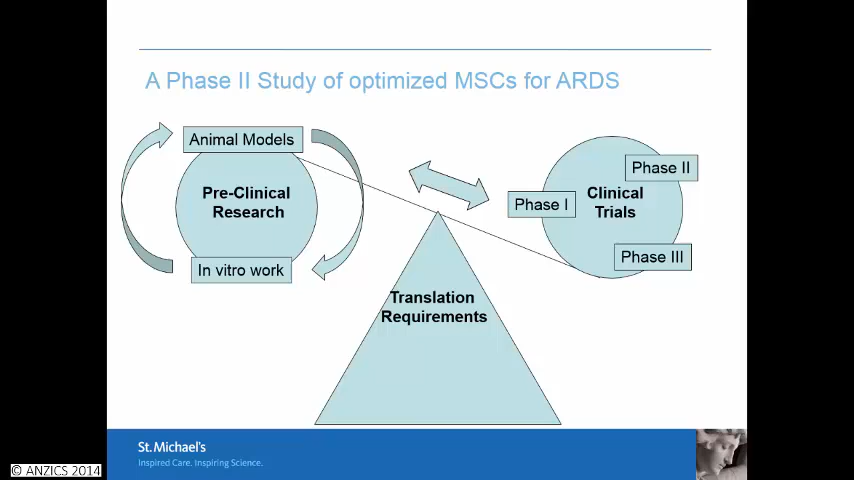 A Phase II Study of optimized MSCs for ARDS
Animal Models
Pre-Clinical
Research
In vitro work
Phase II
Clinical
Trials
Phase I
Phase III
Translation
Requirements
St. Michael's
Inspired Care. Inspiring Science.
© ANZICS 2014